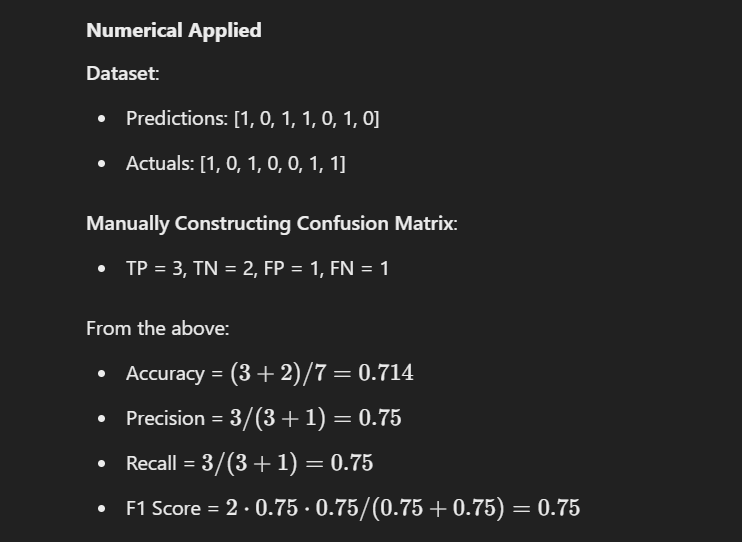 Numerical Applied
Dataset:
• Predictions: [1, 0, 1, 1, 0, 1, 0]
• Actuals: [1, 0, 1, 0, 0, 1, 1]
Manually Constructing Confusion Matrix:
• TP = 3, TN = 2, FP = 1, FN = 1
From the above:
• Accuracy = (3 + 2)/7 = 0.714
• Precision = 3/(3 + 1) = 0.75
• Recall = 3/(3 + 1) = 0.75
• F1 Score = 2 · 0.75 · 0.75/(0.75 + 0.75) = 0.75